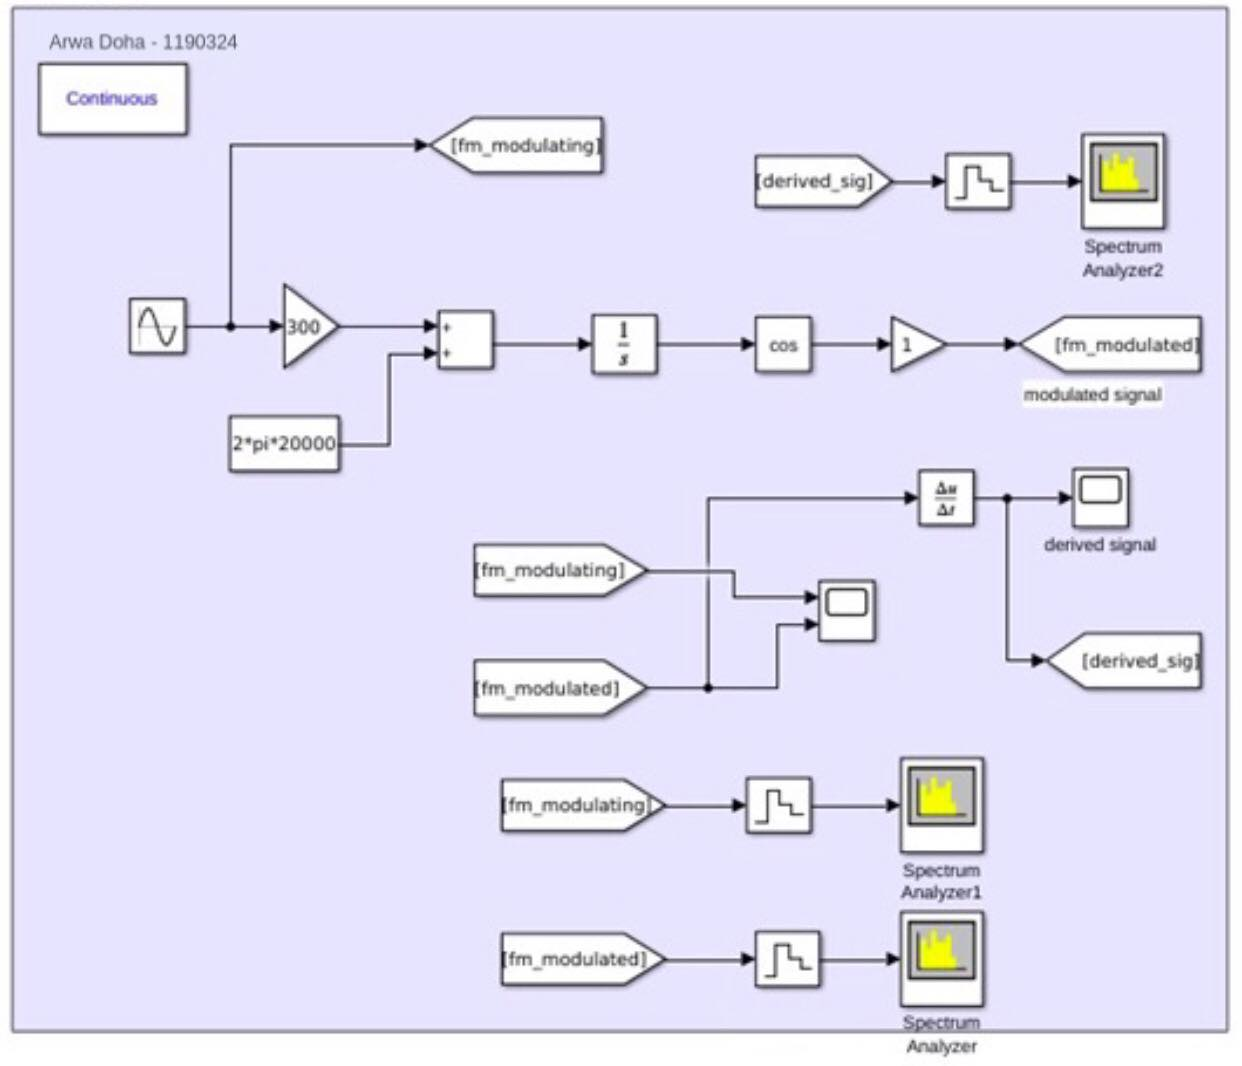 Arwa Doha - 1190324
Continuous
[fm_modulating]
[derived_sig]
Spectrum
Analyzer2
300
+
+
1
s
cos
1
[fm_modulated]
modulated signal
2*pi*20000
Δu
Δt
derived signal
[fm_modulating]
[fm_modulated]
[derived_sig]
[fm_modulating]
Spectrum
Analyzer1
[fm_modulated]
Spectrum
Analyzer